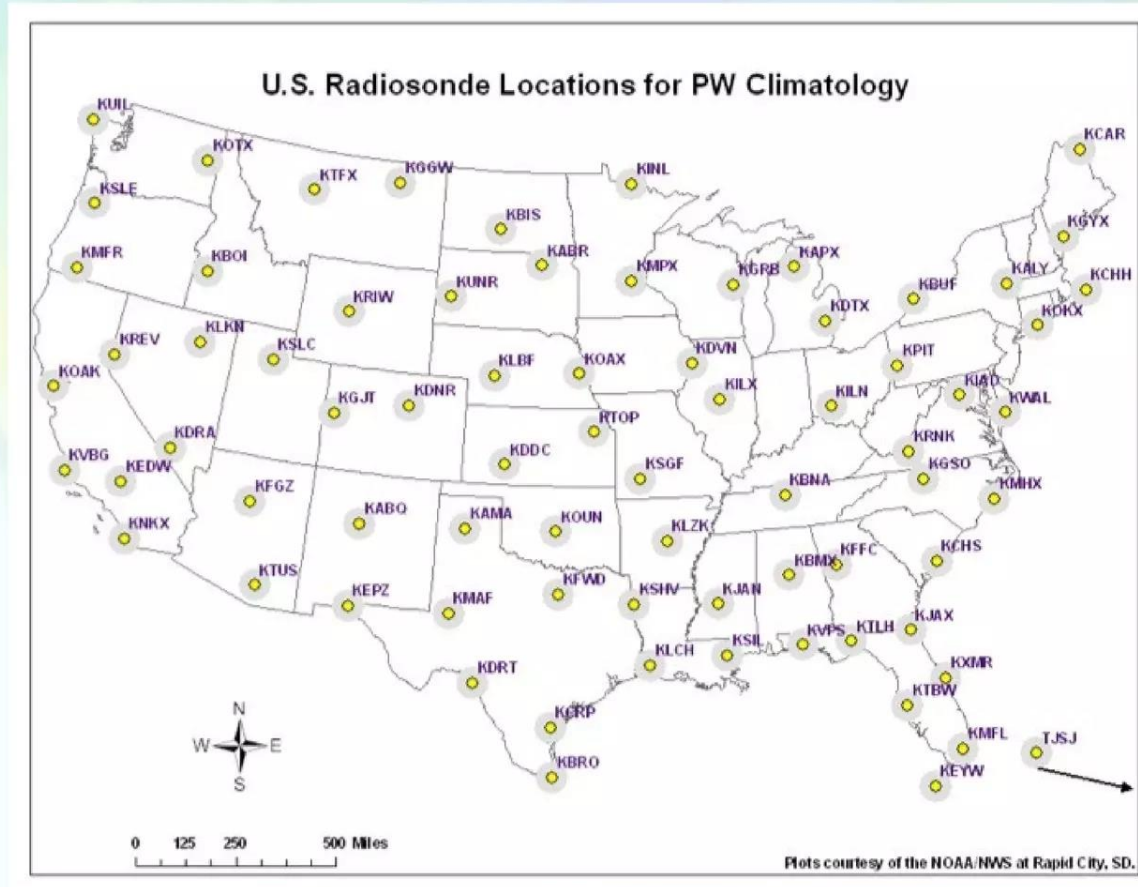 U.S. Radiosonde Locations for PW Climatology
KUIL
KCAR
KOTX
KINL
KGGW
KTFX
KSLE
KBIS
KGYX
KMFR
KBOI
KABR
KMPX
KGRB
KAPX
KALY
KCHH
KUNR
KBUF
KRIW
KDTX
KOKX
KLKN
KREV
KSLC
KDVN
KPIT
KLBF
KOAX
KOAK
KILX
KIAD
KGJT
KDNR
KILN
KWAL
RTOP
KDRA
KRNK
KVBG
KEDW
KDDC
KSGF
KGSO
KBNA
KMHX
KFGZ
KABQ
KAMA
KOUN
KLZK
KNKX
KCHS
KBMX
KFFC
KTUS
KFWD
KSHV
KJAN
KEPZ
KMAF
KJAX
KVPS
KTLH
KSIL
KLCH
KDRT
KXMR
KTBW
KCRP
N
W
E
S
KMFL
TJSJ
KBRO
KEYW
0 125 250 500 Miles
Plots courtesy of the NOAA/NWS at Rapid City, SD.